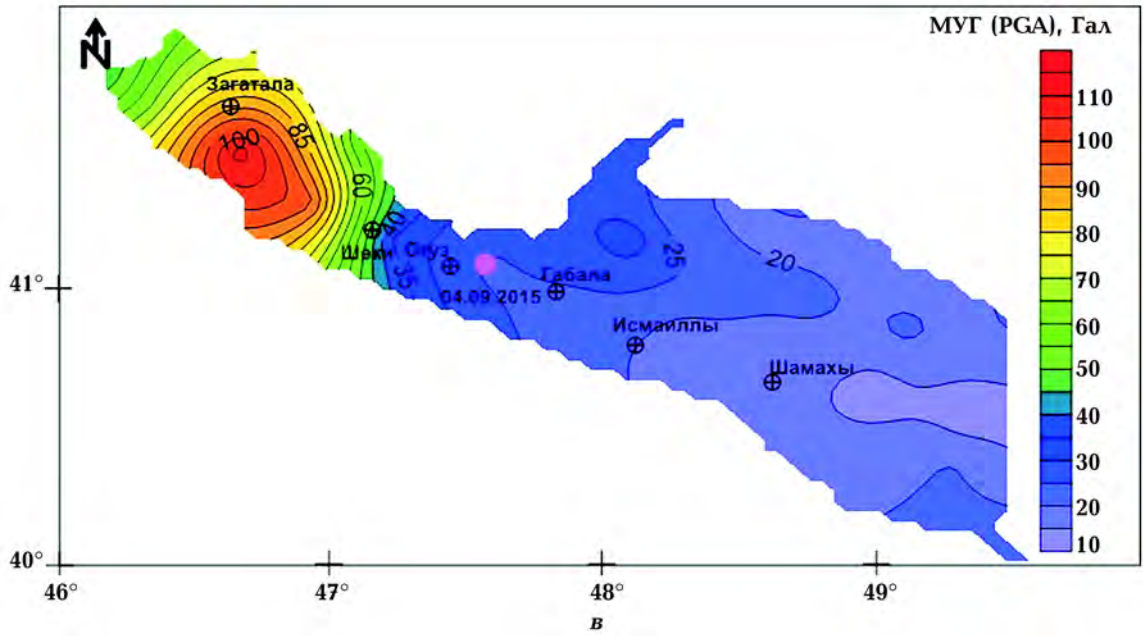 МУГ (PGA), Гал
N
Загатала
100
85
60
40
Шеки
Огуз
35
04.09 2015
Габала
25
20
Исмаиллы
Шамахы
110
100
90
80
70
60
50
40
30
20
10
41°
40°
46°
47°
48°
49°
в